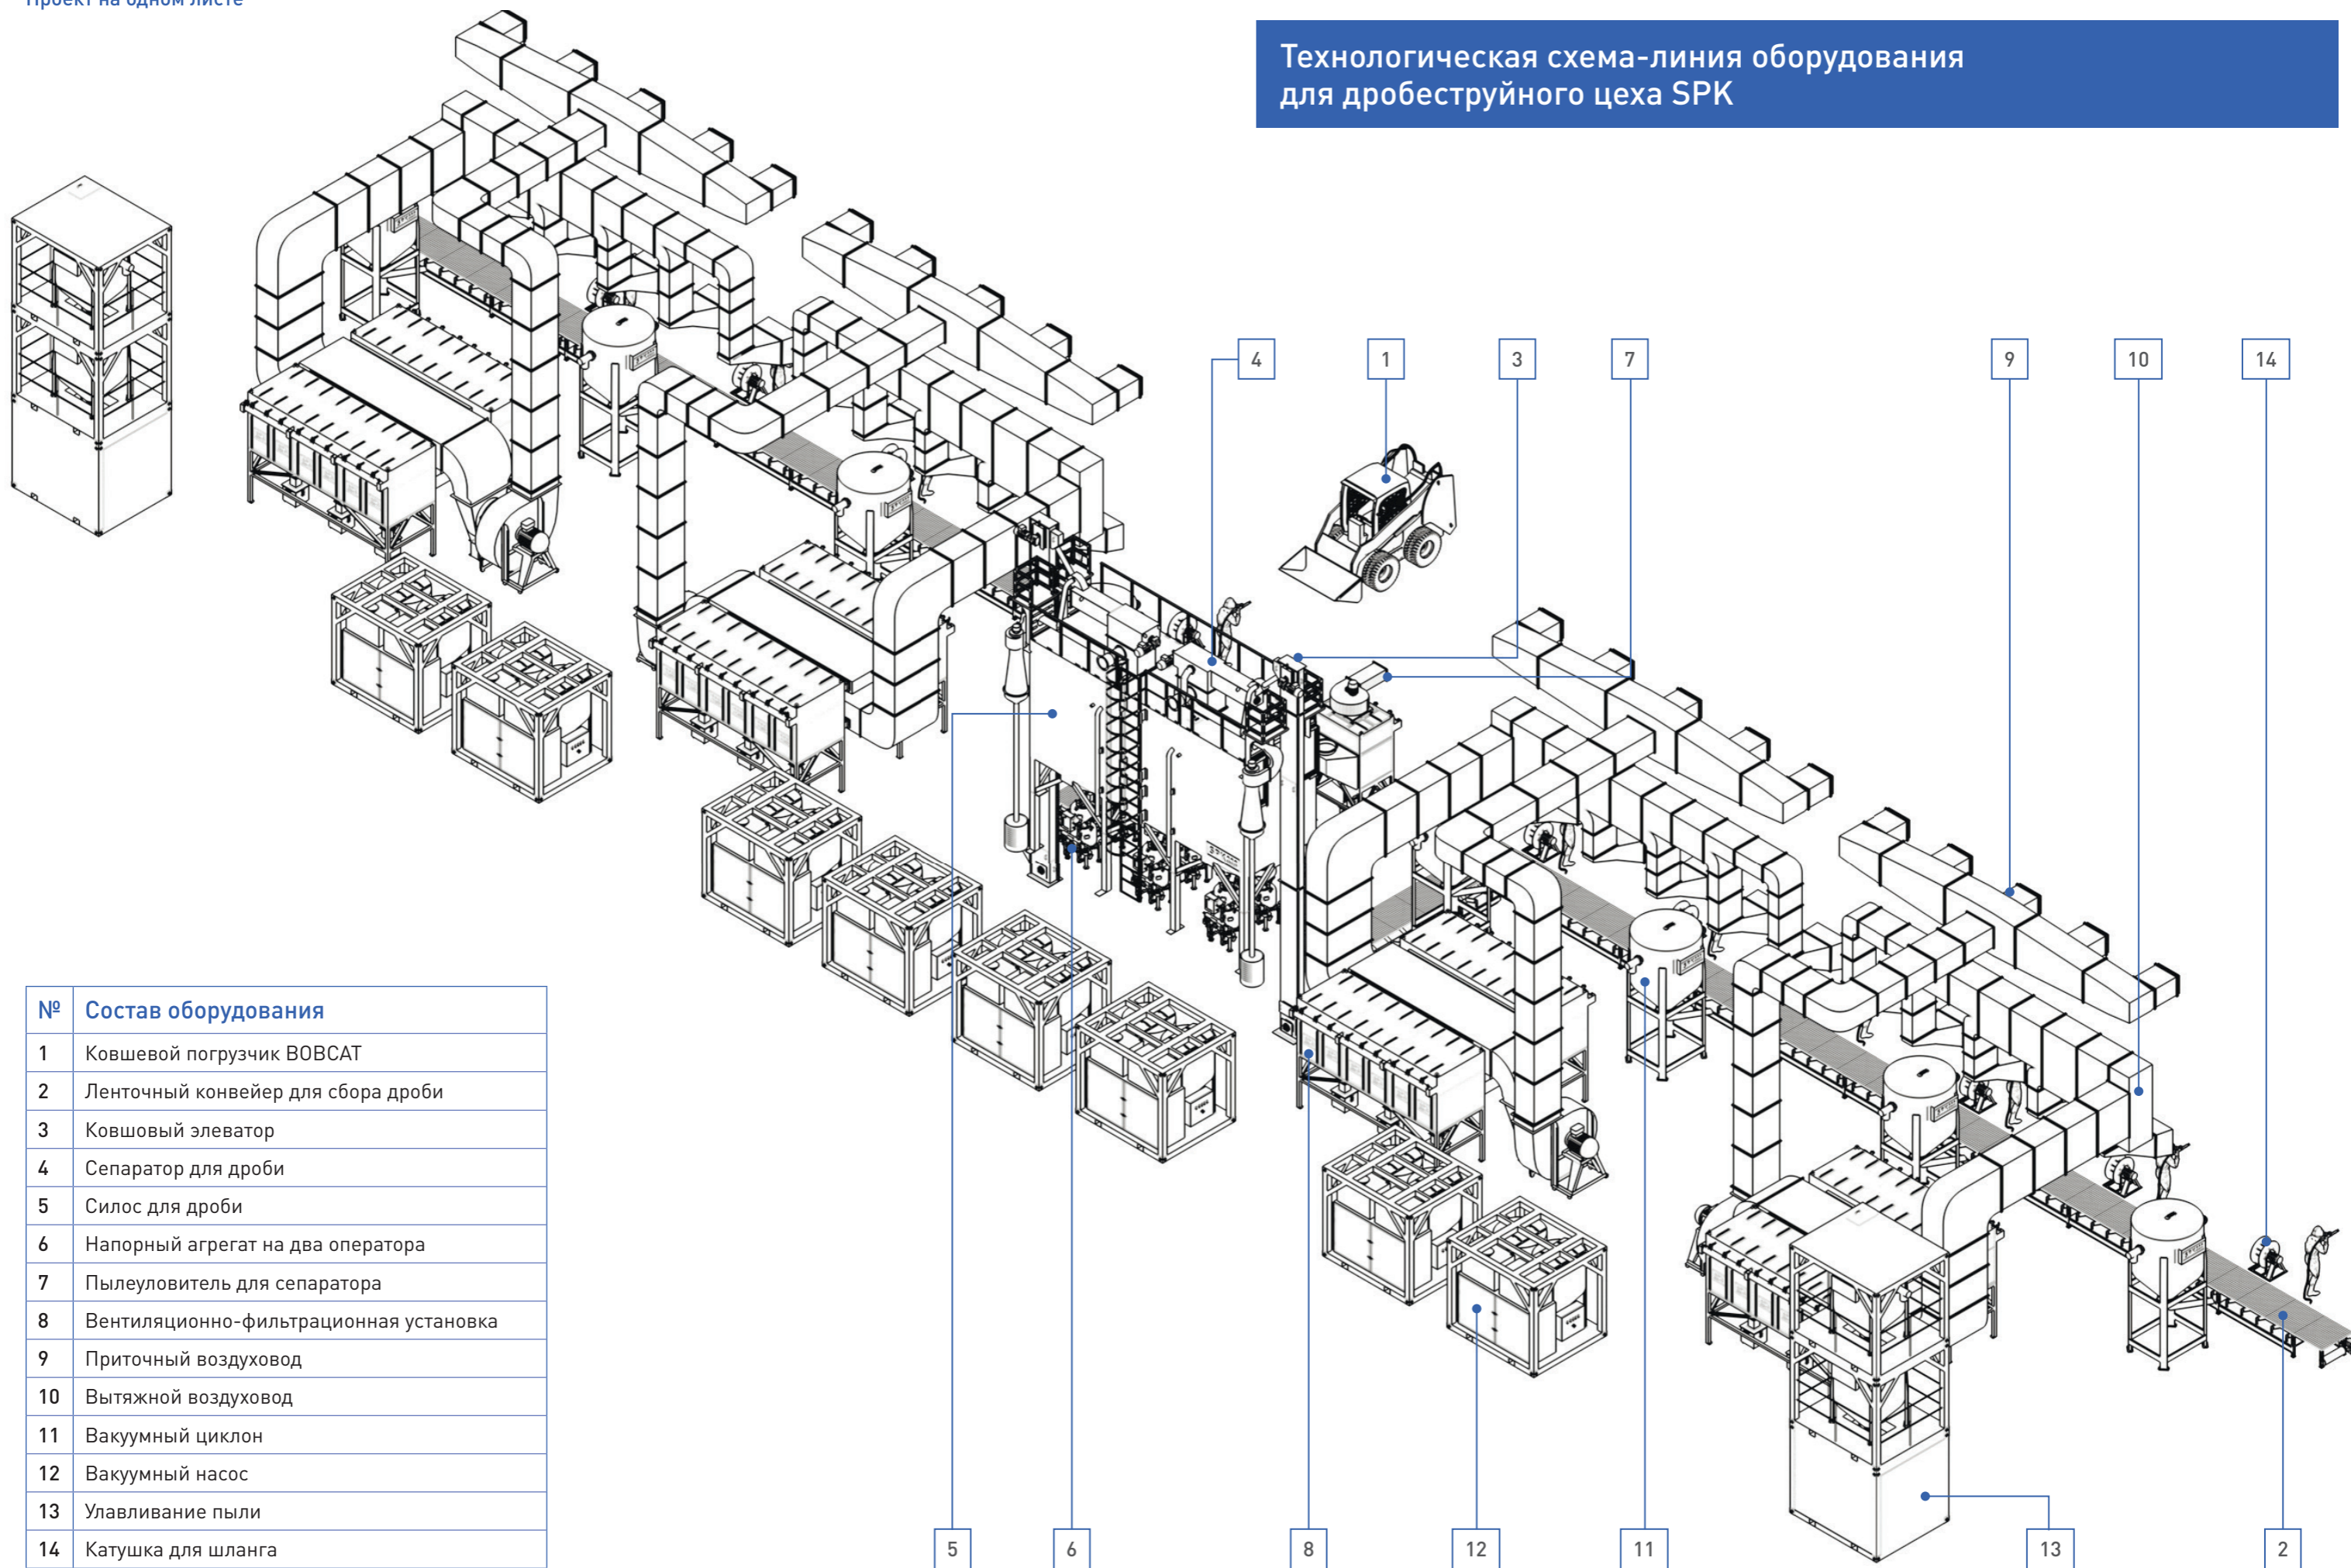 Проект на одном листе
Технологическая схема-линия оборудования
для дробеструйного цеха SPK
4
1
3
7
9
10
14
№ Состав оборудования
1 Ковшевой погрузчик BOBCAT
2 Ленточный конвейер для сбора дроби
3 Ковшовый элеватор
4 Сепаратор для дроби
5 Силос для дроби
6 Напорный агрегат на два оператора
7 Пылеуловитель для сепаратора
8 Вентиляционно-фильтрационная установка
9 Приточный воздуховод
10 Вытяжной воздуховод
11 Вакуумный циклон
12 Вакуумный насос
13 Улавливание пыли
14 Катушка для шланга
5
6
8
12
11
13
2